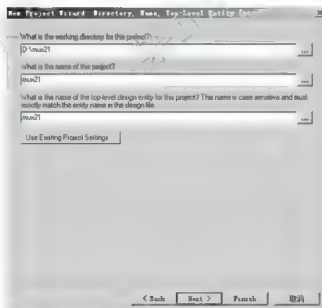 New Project Wizard: Directory, Name, Top-Level Entity
What is the working directory for this project?
D:\mux21
...
What is the name of this project?
mux21
...
What is the name of the top-level design entity for this project? This name is case sensitive and must
exactly match the entity name in the design file.
mux21
...
Use Existing Project Settings
< Back
Next >
Finish
取消